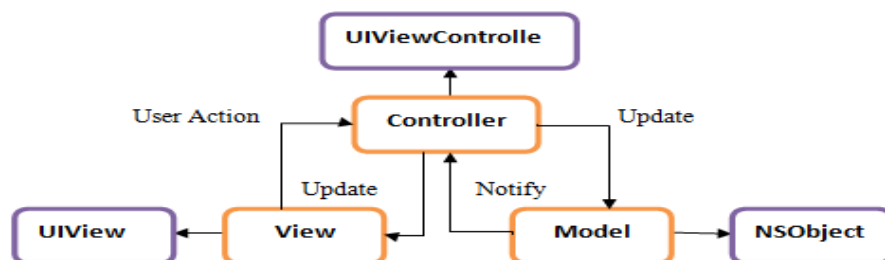 UIViewControlle
User Action
Controller
Update
Update
Notify
UIView
View
Model
NSObject